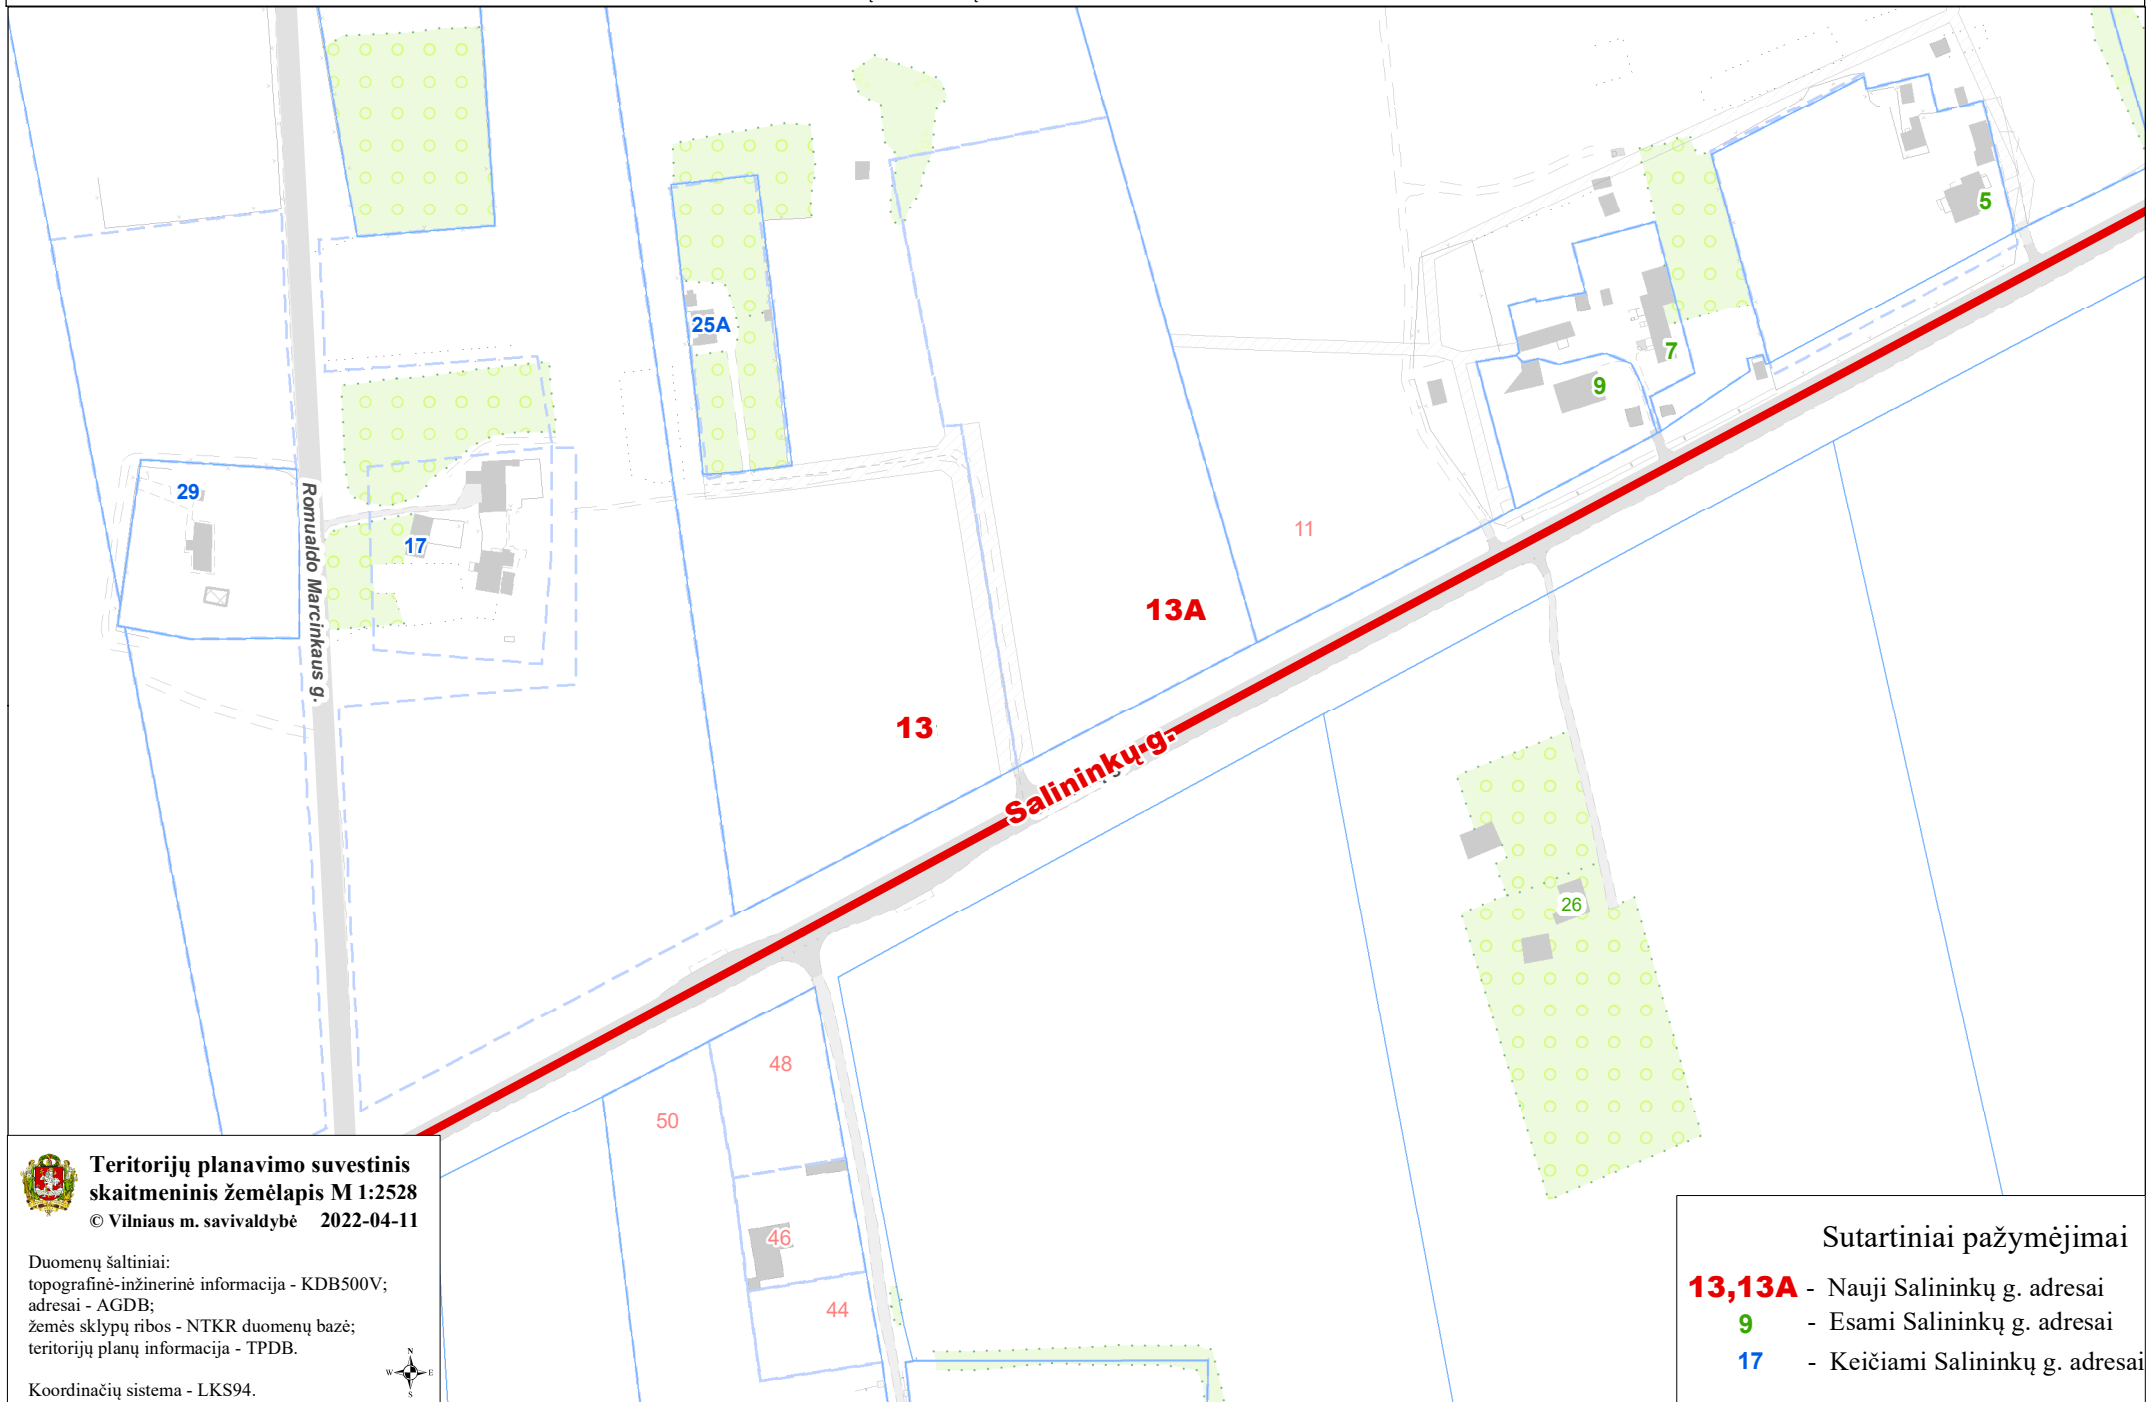 5
25A
7
9
29
Romualdo Marcinkaus g.
17
11
13A
13
Salininkų g.
26
48
50
46
44
Teritorijų planavimo suvestinis
skaitmeninis žemėlapis M 1:2528
© Vilniaus m. savivaldybė 2022-04-11
Duomenų šaltiniai:
topografinė-inžinerinė informacija - KDB500V;
adresai - AGDB;
žemės sklypų ribos - NTKR duomenų bazė;
teritorijų planų informacija - TPDB.
Koordinačių sistema - LKS94.
N
W E
S
Sutartiniai pažymėjimai
13,13A - Nauji Salininkų g. adresai
9 - Esami Salininkų g. adresai
17 - Keičiami Salininkų g. adresai